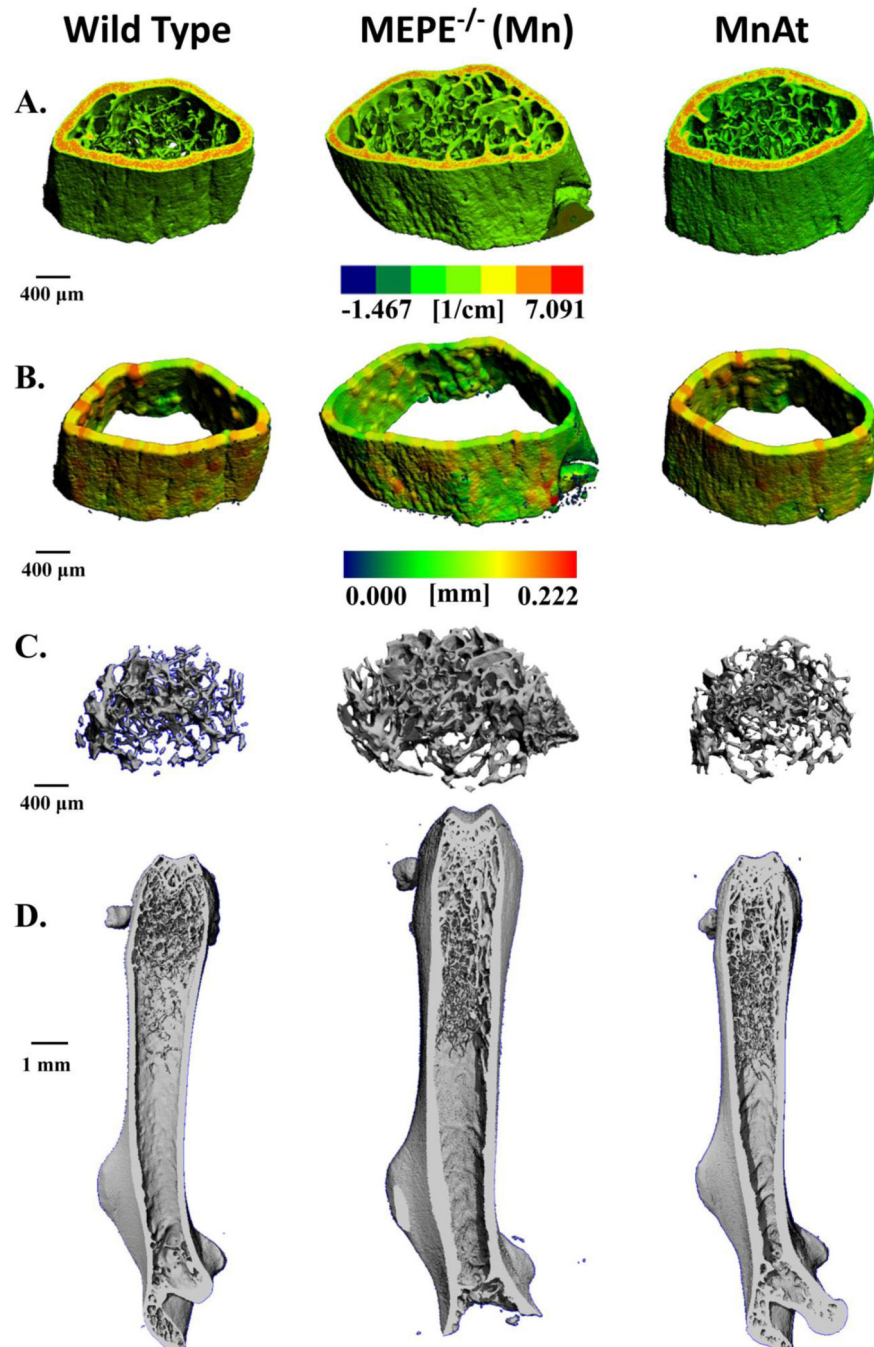 Wild Type MEPE-/- (Mn) MnAt
A.
400 µm
-1.467 [1/cm] 7.091
B.
400 µm
0.000 [mm] 0.222
C.
400 µm
D.
1 mm